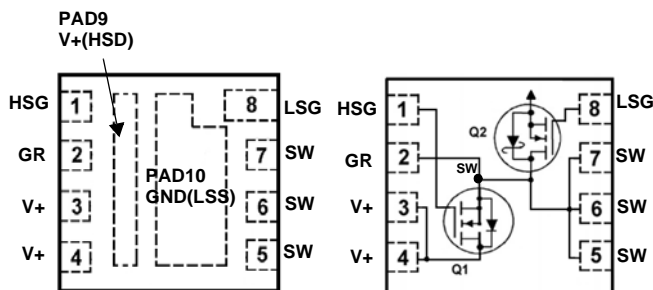 PAD9
V+(HSD)
HSG
1
8
LSG
GR
2
7
SW
PAD10
GND(LSS)
V+
3
6
SW
V+
4
5
SW
HSG
1
Q2
8
LSG
GR
2
SW
7
SW
V+
3
6
SW
V+
4
Q1
5
SW